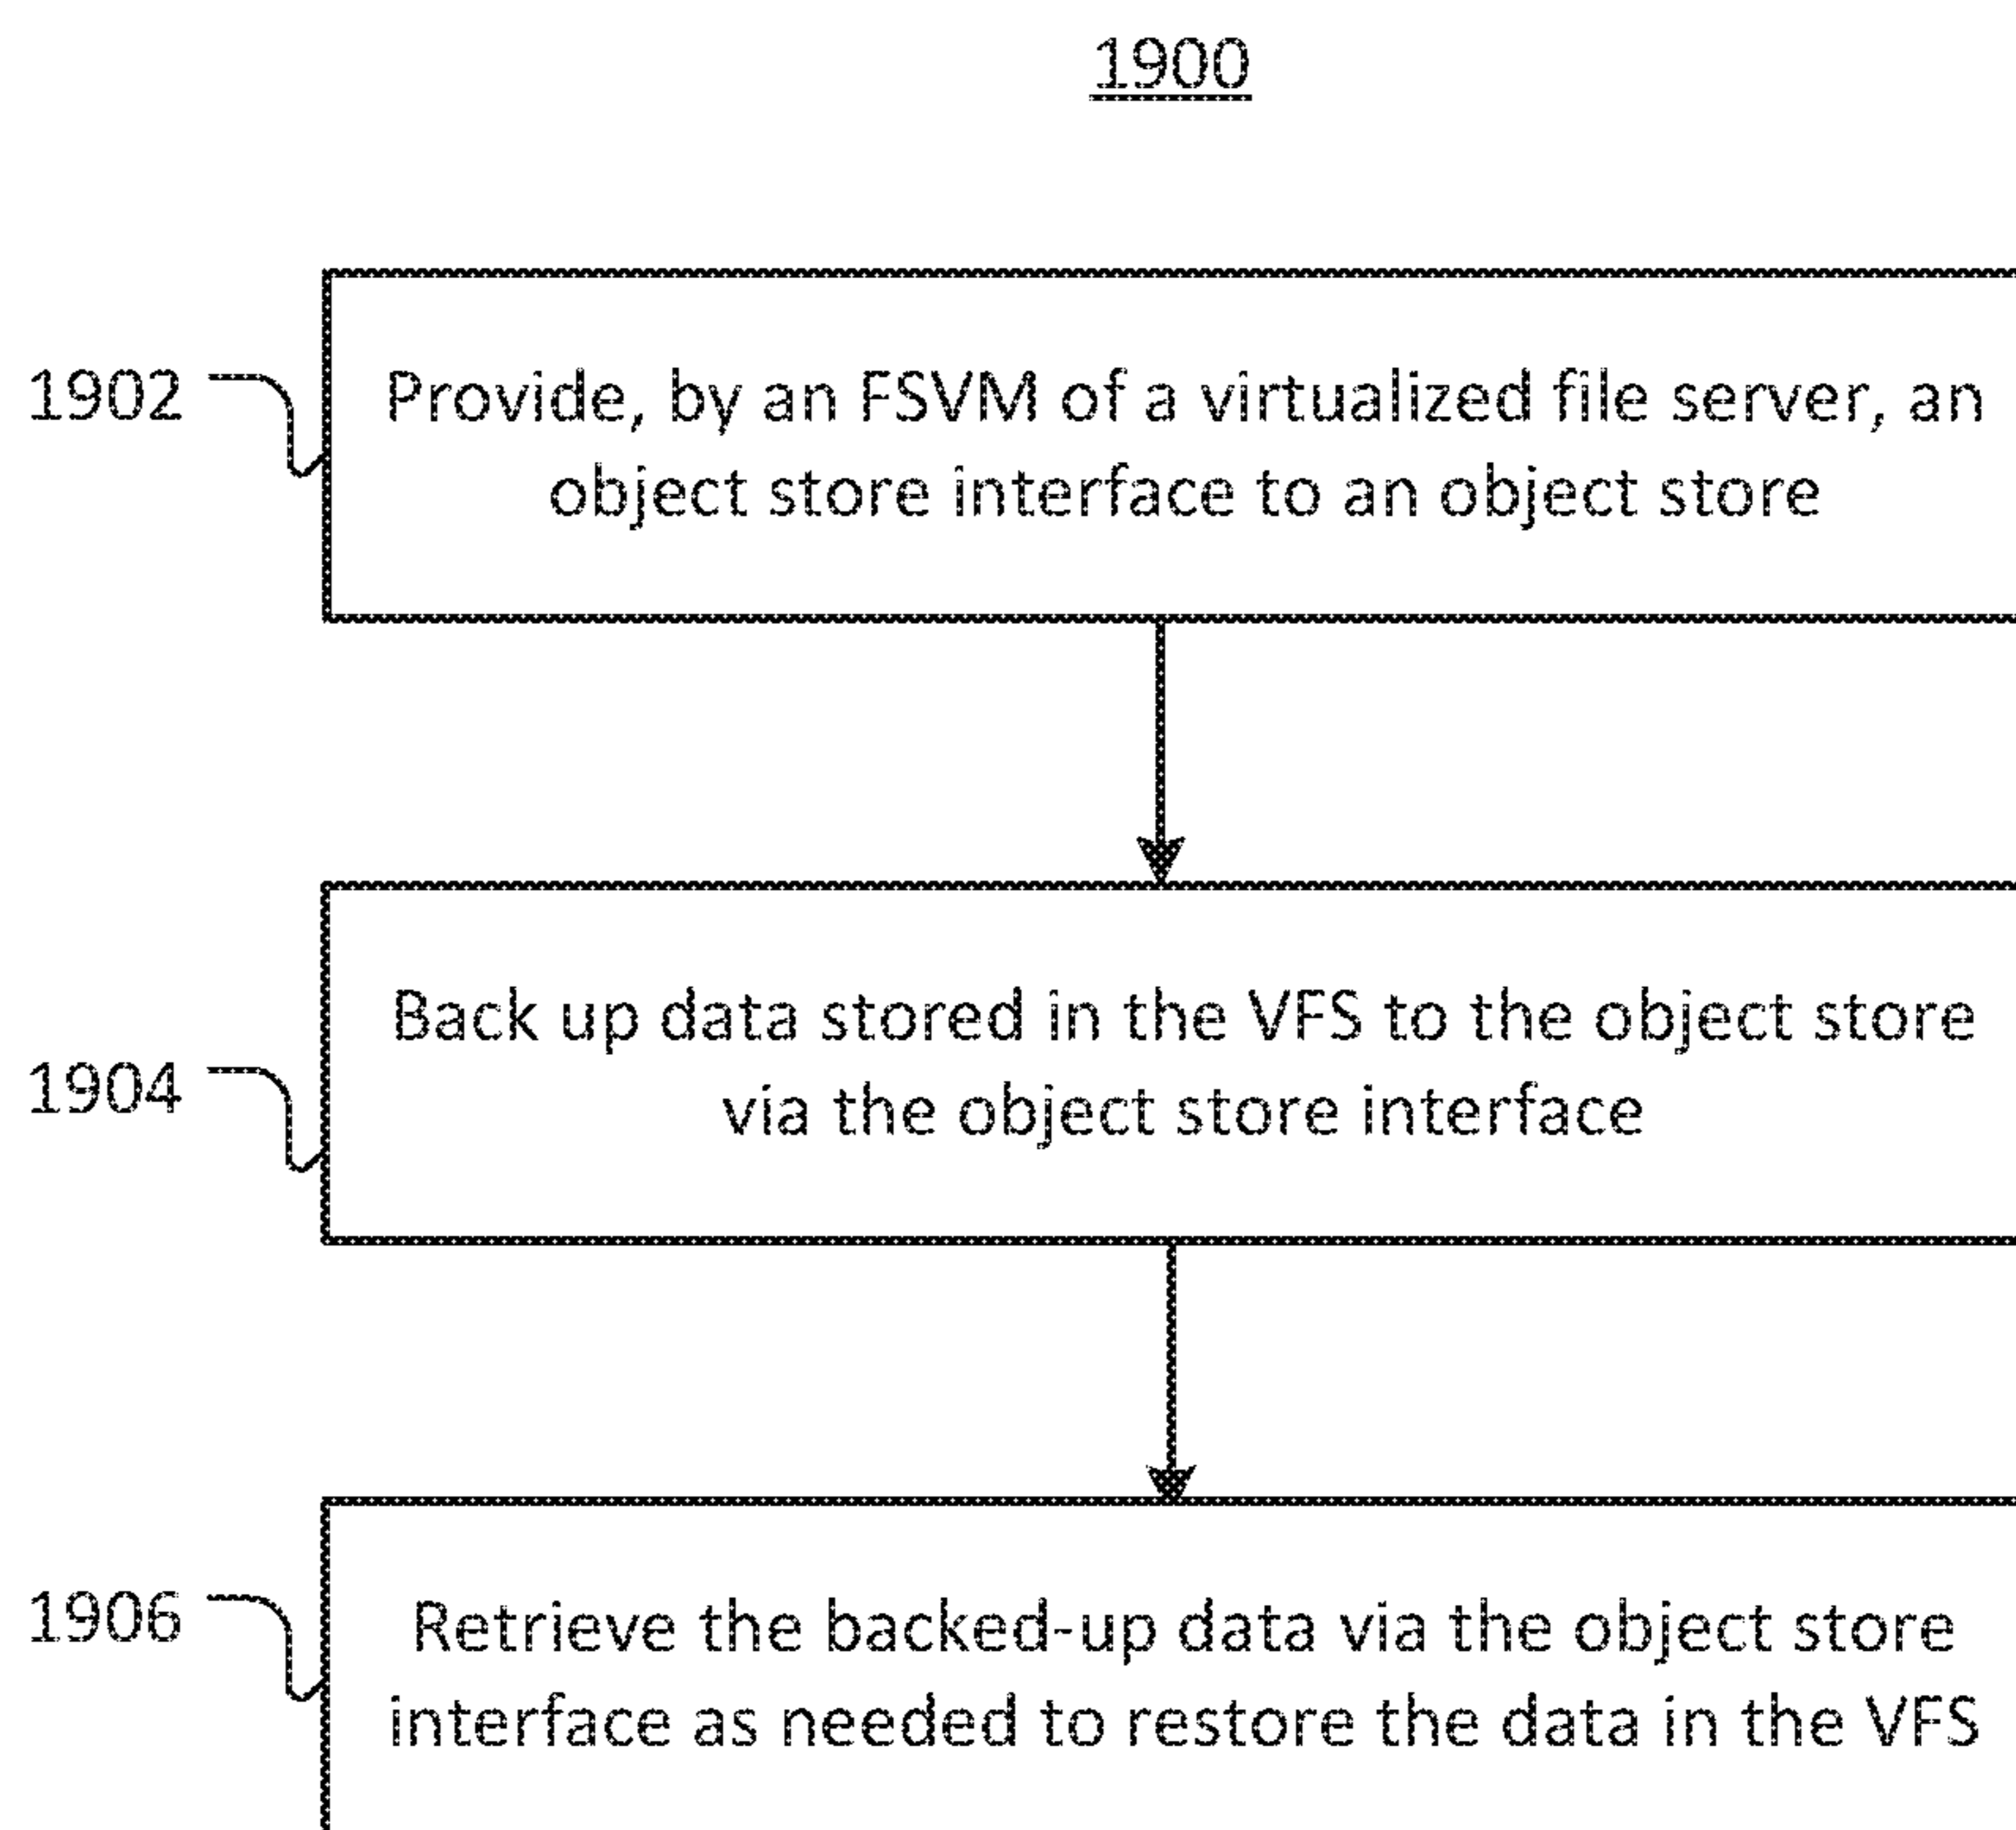 1900
1902
Provide, by an FSVM of a virtualized file server, an
object store interface to an object store
1904
Back up data stored in the VFS to the object store
via the object store interface
1906
Retrieve the backed-up data via the object store
interface as needed to restore the data in the VFS